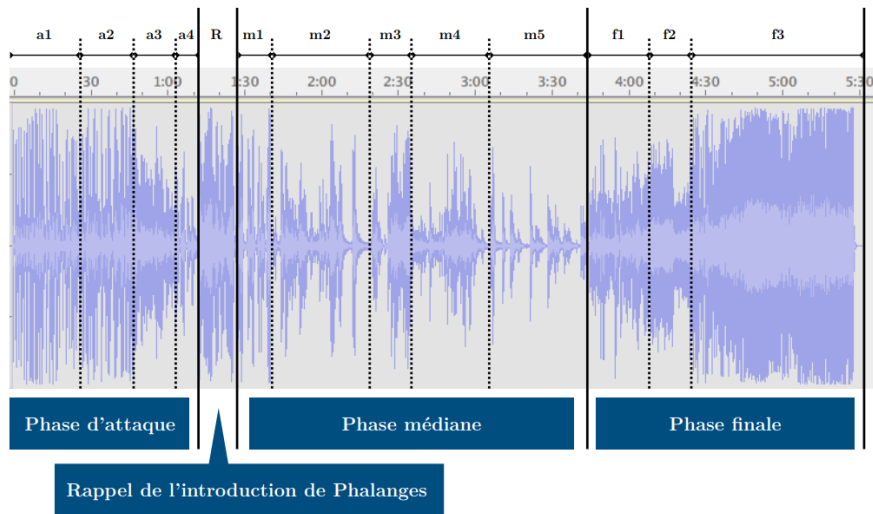 a1 a2 a3 a4 R m1 m2 m3 m4 m5 f1 f2 f3
0 30 1:00 1:30 2:00 2:30 3:00 3:30 4:00 4:30 5:00 5:30
Phase d'attaque Phase médiane Phase finale
Rappel de l'introduction de Phalanges